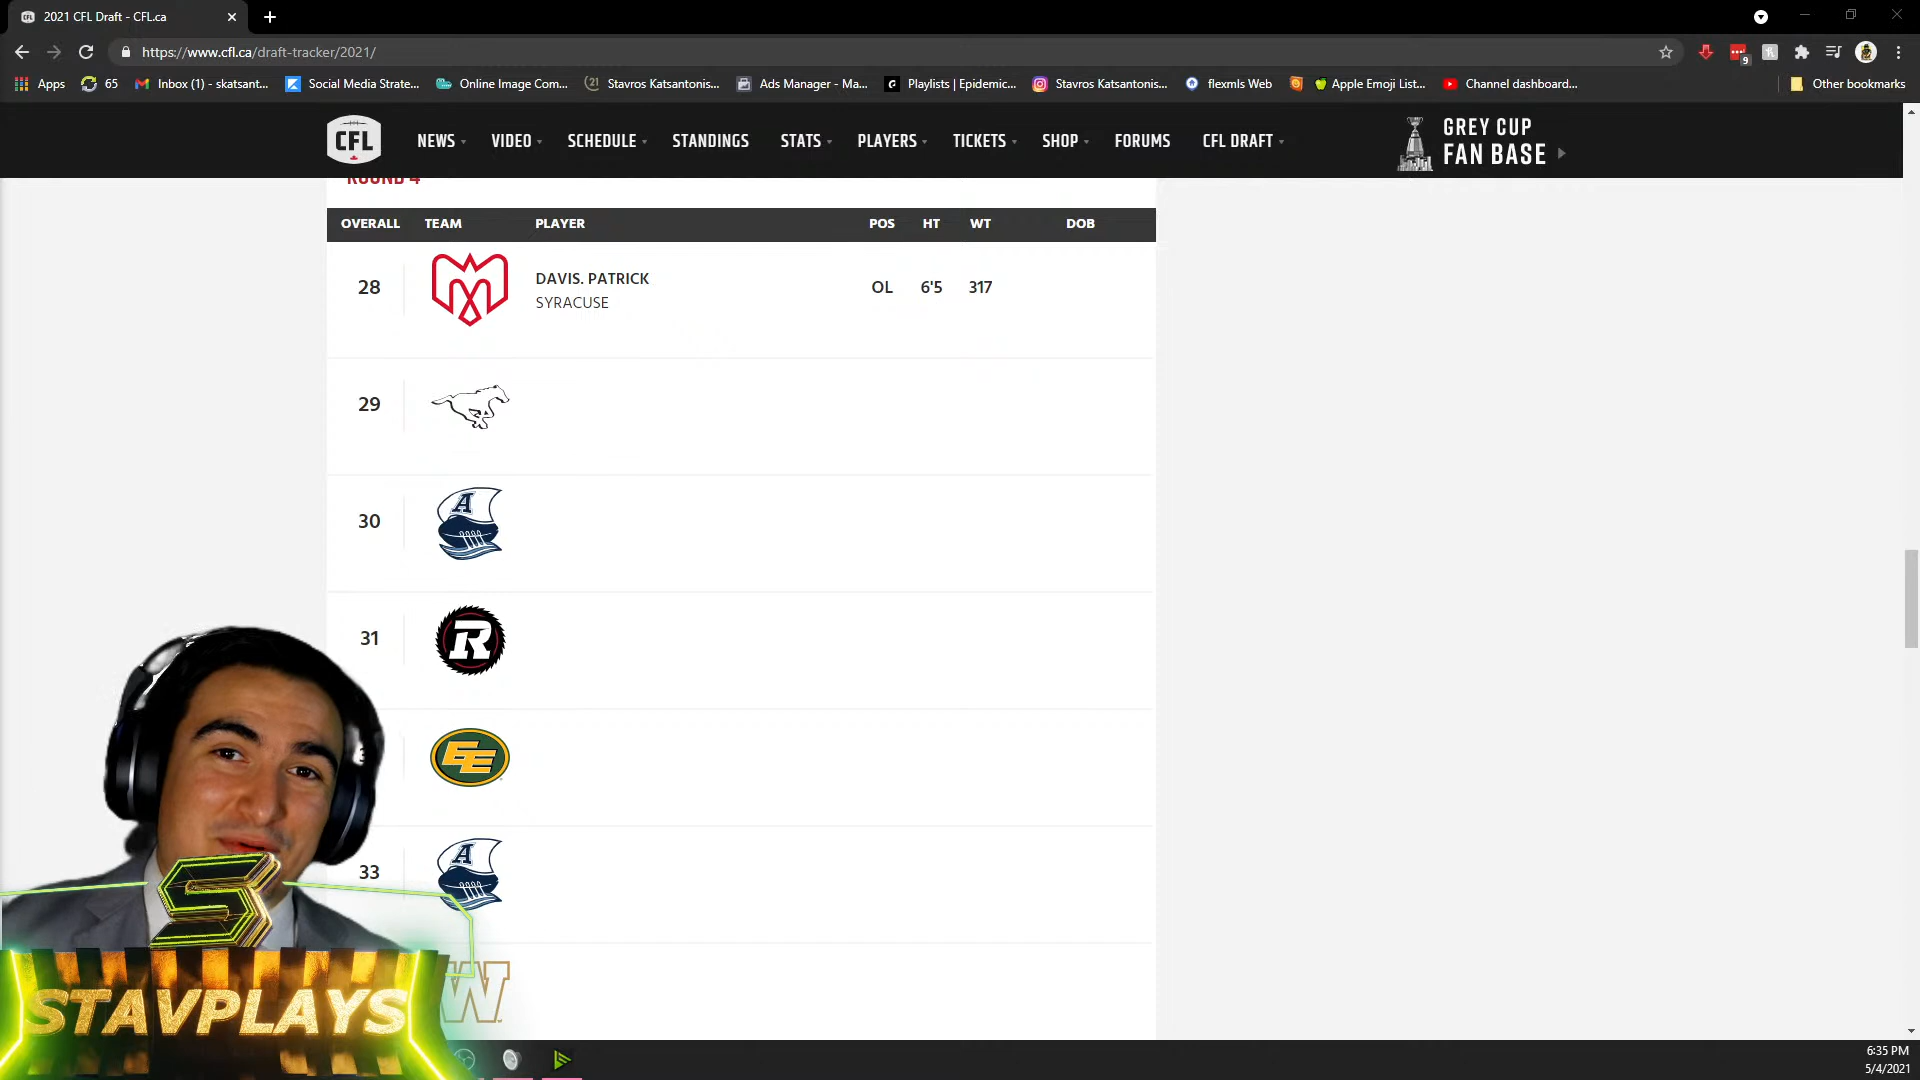 2021 CFL Draft - CFL.ca
https://www.cfl.ca/draft-tracker/2021/
9
Apps
65
Inbox (1) - skatsant...
Social Media Strate...
Online Image Com...
Stavros Katsantonis...
Ads Manager - Ma...
Playlists | Epidemic...
Stavros Katsantonis...
flexmls Web
Apple Emoji List...
Channel dashboard...
Other bookmarks
CFL
NEWS
VIDEO
SCHEDULE
STANDINGS
STATS
PLAYERS
TICKETS
SHOP
FORUMS
CFL DRAFT
GREY CUP
FAN BASE
ROUND 4
OVERALL TEAM PLAYER POS HT WT DOB
28 DAVIS. PATRICK OL 6'5 317
SYRACUSE
29
30 A
31 R
EE
33 A
W
S
STAVPLAYS
6:35 PM
5/4/2021